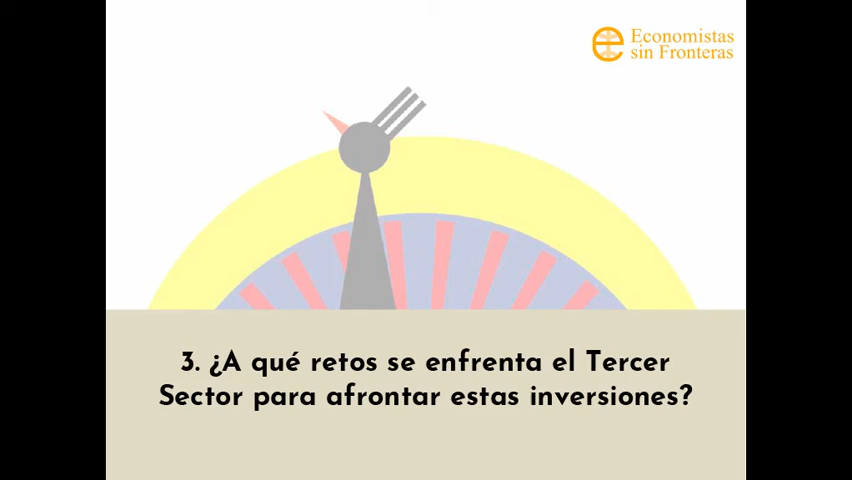 Economistas
sin Fronteras
3. ¿A qué retos se enfrenta el Tercer
Sector para afrontar estas inversiones?